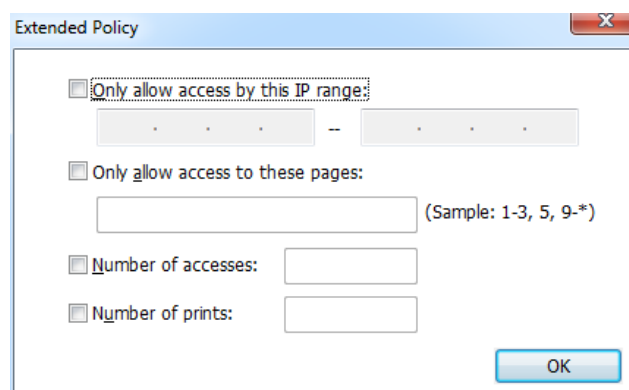 Extended Policy
Only allow access by this IP range:
. . . -- . . .
Only allow access to these pages:
(Sample: 1-3, 5, 9-*)
Number of accesses:
Number of prints:
OK